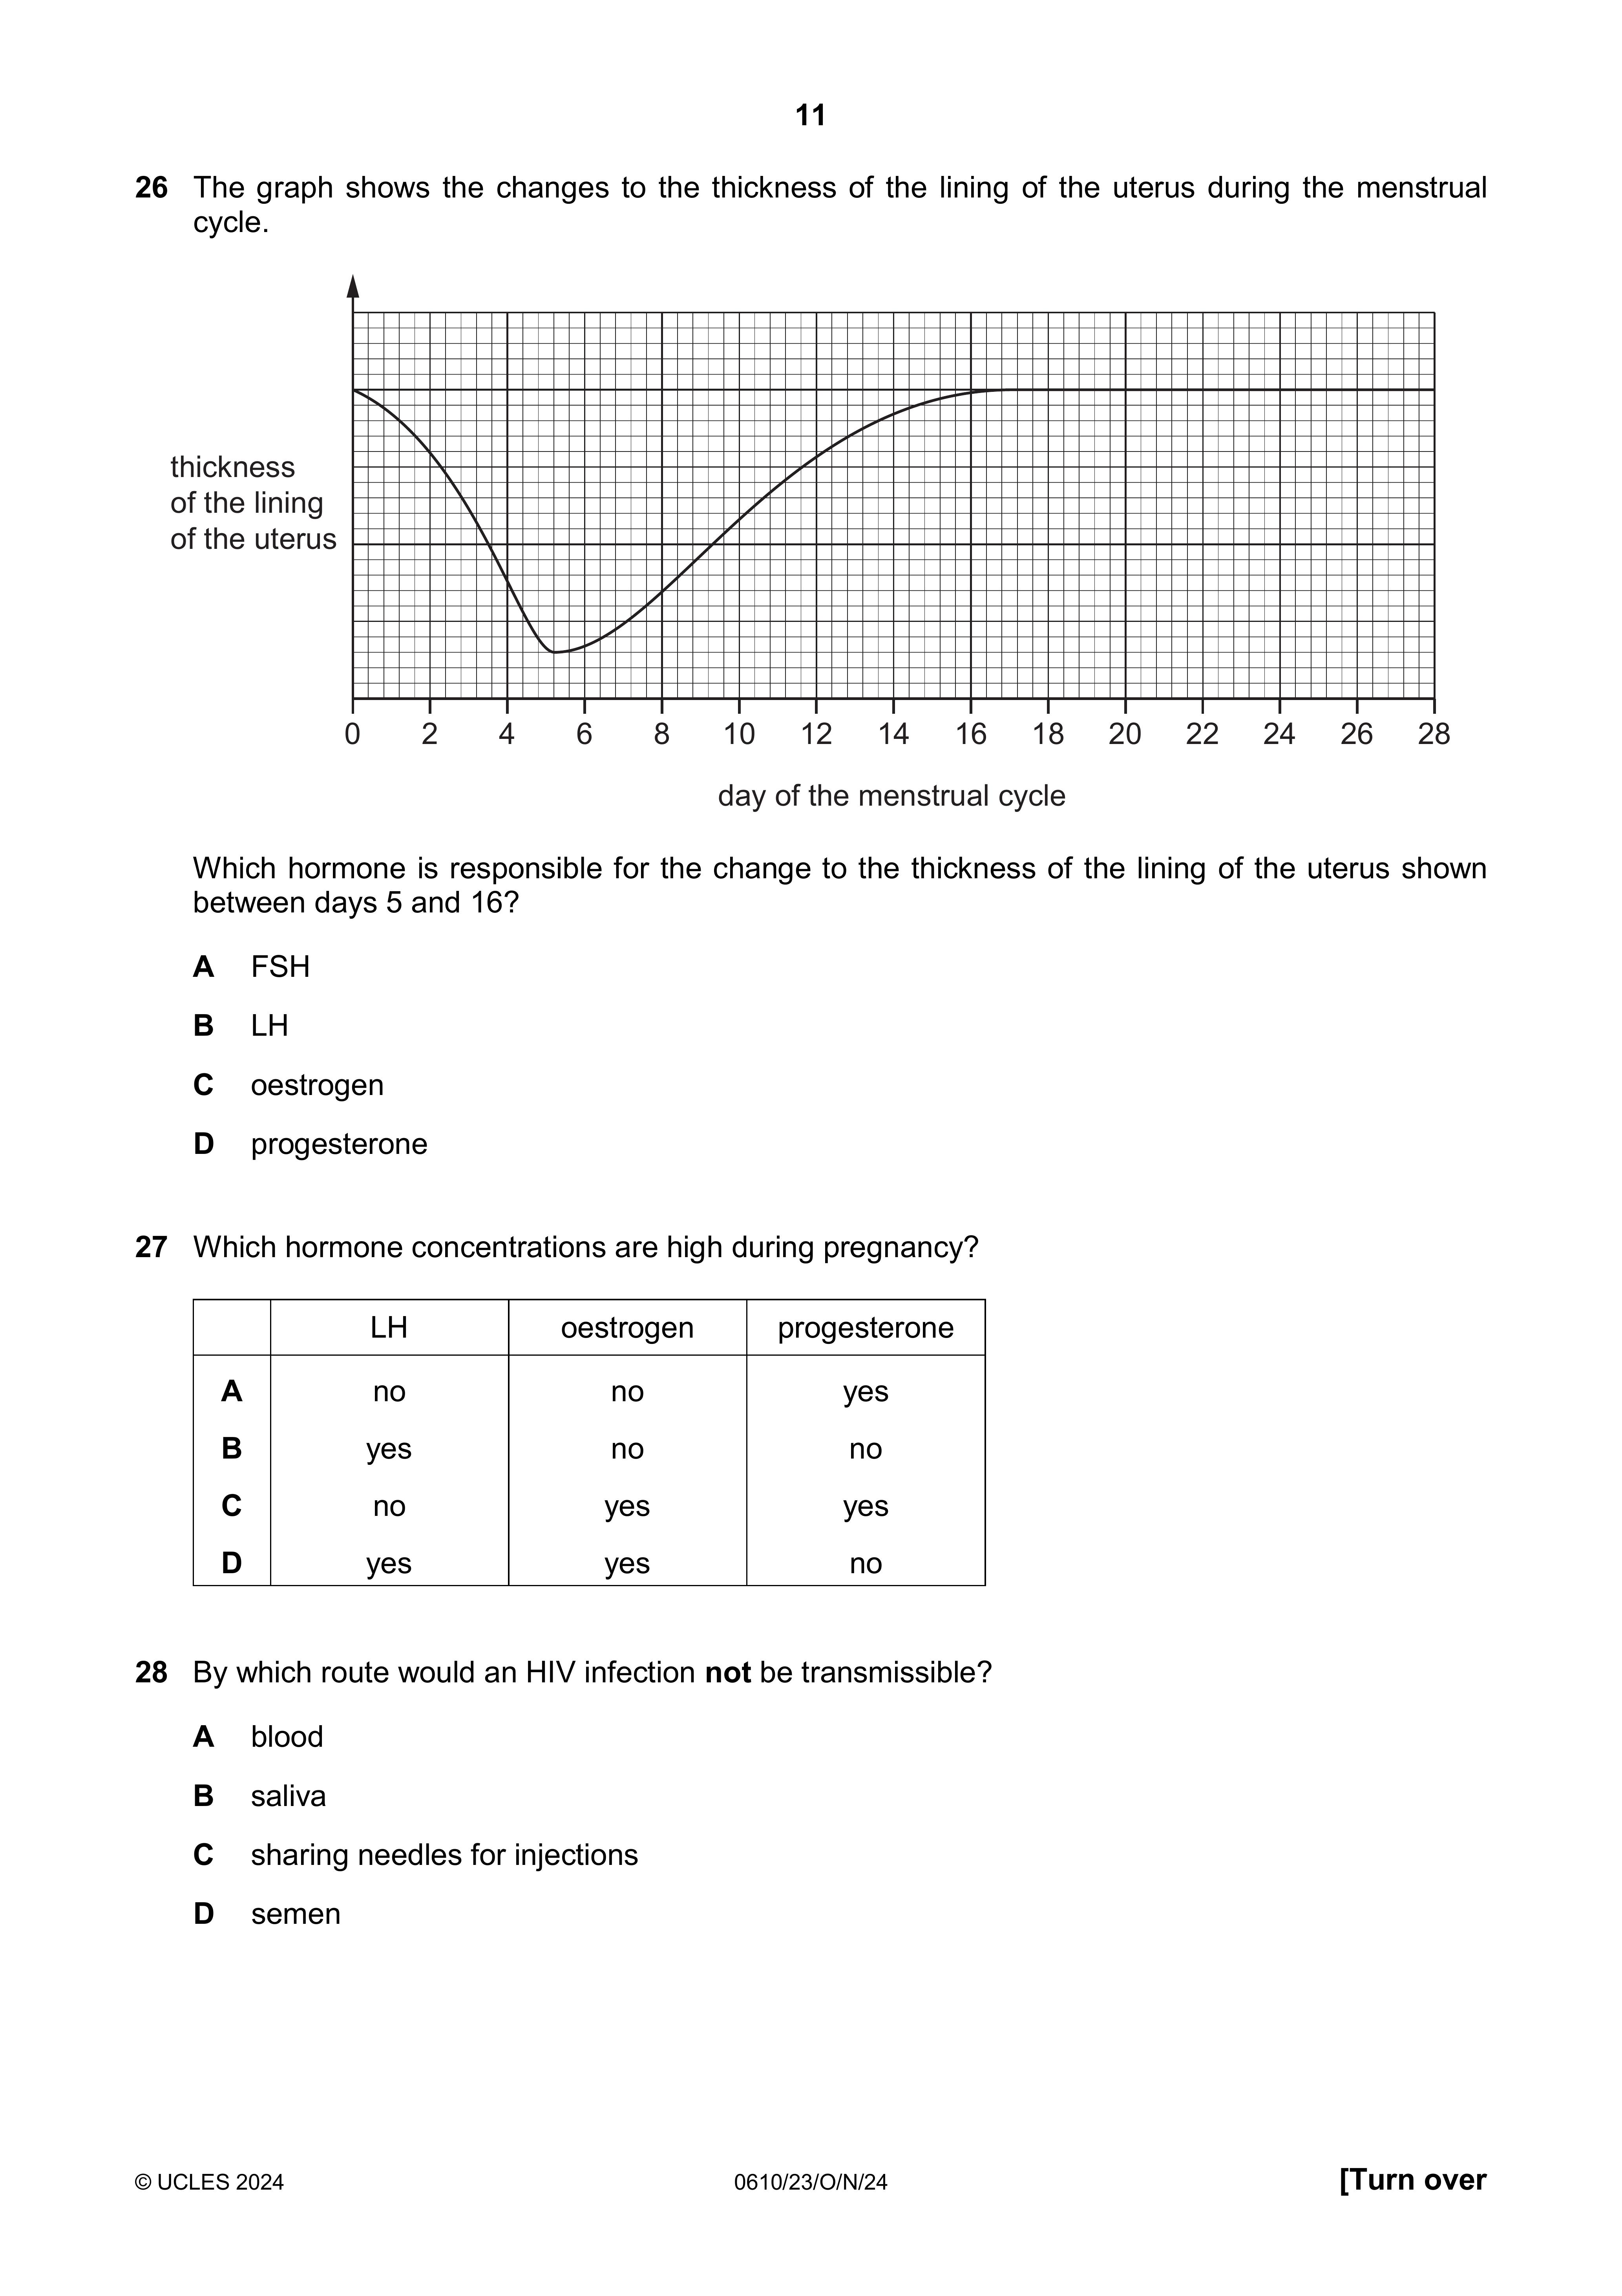 11
26 The graph shows the changes to the thickness of the lining of the uterus during the menstrual
cycle.
thickness
of the lining
of the uterus
0 2 4 6 8 10 12 14 16 18 20 22 24 26 28
day of the menstrual cycle
Which hormone is responsible for the change to the thickness of the lining of the uterus shown
between days 5 and 16?
A FSH
B LH
C oestrogen
D progesterone
27 Which hormone concentrations are high during pregnancy?
LH oestrogen progesterone
A no no yes
B yes no no
C no yes yes
D yes yes no
28 By which route would an HIV infection not be transmissible?
A blood
B saliva
C sharing needles for injections
D semen
© UCLES 2024 0610/23/O/N/24 [Turn over